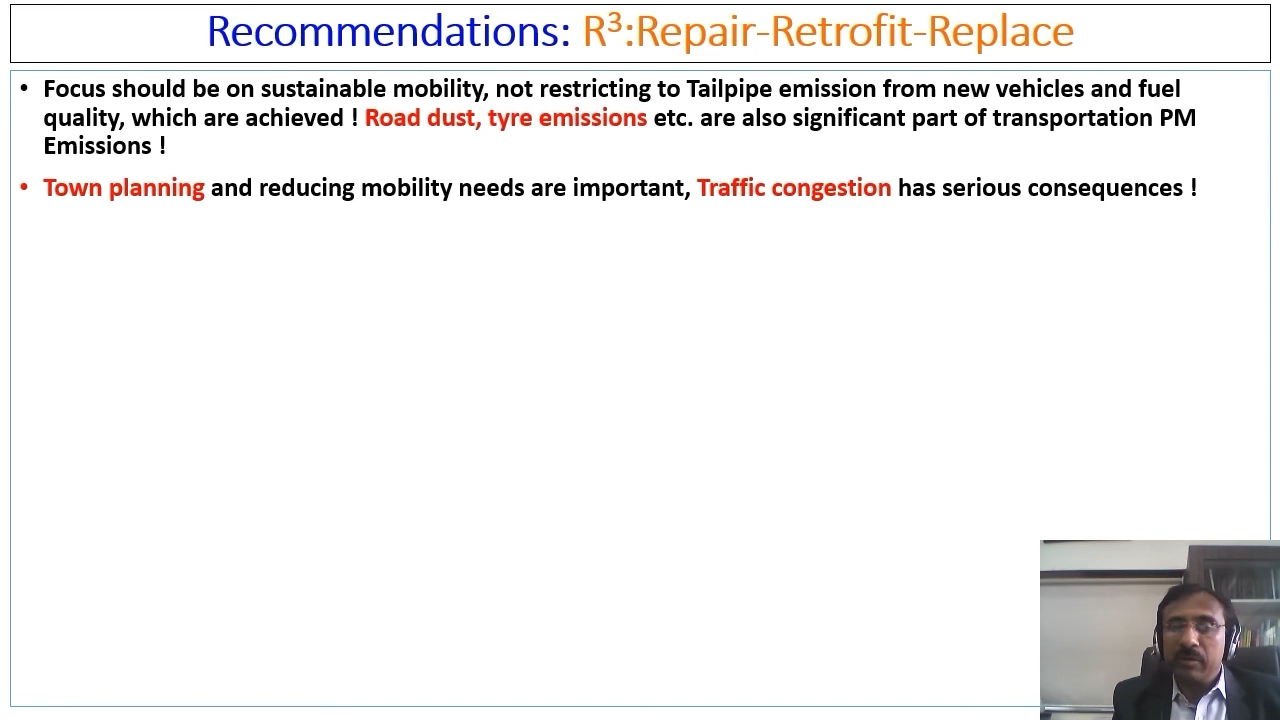 Recommendations: R³:Repair-Retrofit-Replace
• Focus should be on sustainable mobility, not restricting to Tailpipe emission from new vehicles and fuel
quality, which are achieved ! Road dust, tyre emissions etc. are also significant part of transportation PM
Emissions !
• Town planning and reducing mobility needs are important, Traffic congestion has serious consequences !